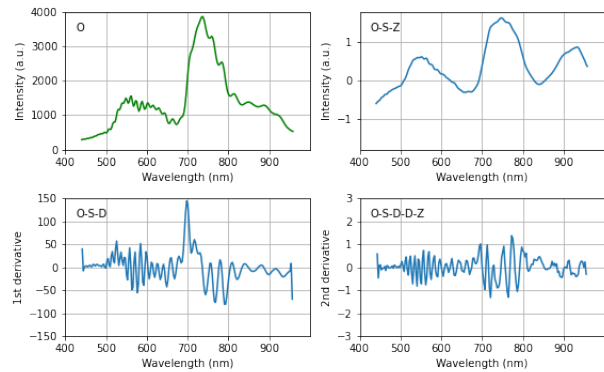 O
4000
3000
2000
1000
0
Intensity (a.u.)
400 500 600 700 800 900
Wavelength (nm)
O-S-Z
1
0
−1
Intensity (a.u.)
400 500 600 700 800 900
Wavelength (nm)
O-S-D
150
100
50
0
−50
−100
−150
1st derivative
400 500 600 700 800 900
Wavelength (nm)
O-S-D-D-Z
3
2
1
0
−1
−2
−3
2nd derivative
400 500 600 700 800 900
Wavelength (nm)